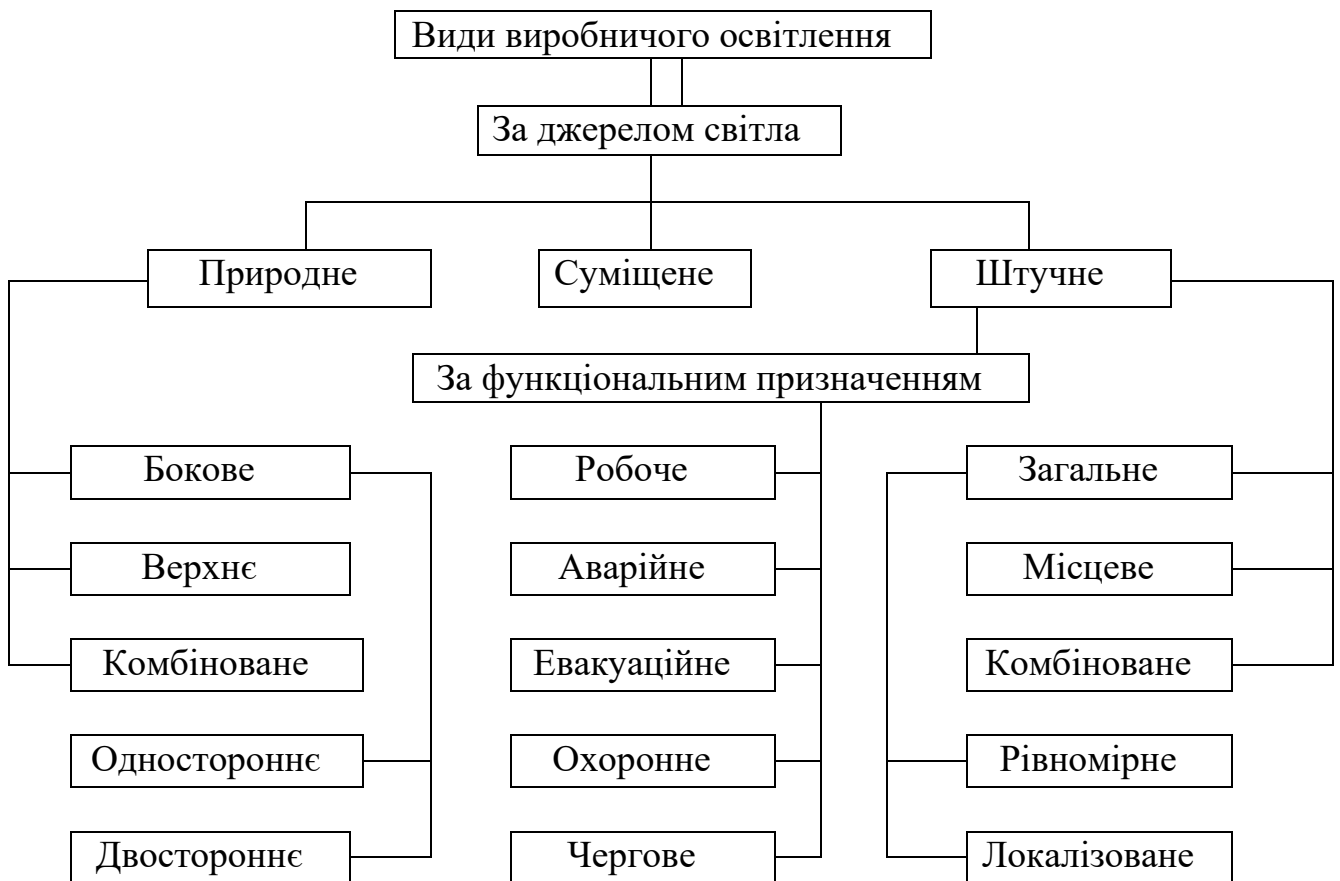 Види виробничого освітлення
За джерелом світла
Природне
Суміщене
Штучне
За функціональним призначенням
Бокове
Робоче
Загальне
Верхнє
Аварійне
Місцеве
Комбіноване
Евакуаційне
Комбіноване
Одностороннє
Охоронне
Рівномірне
Двостороннє
Чергове
Локалізоване